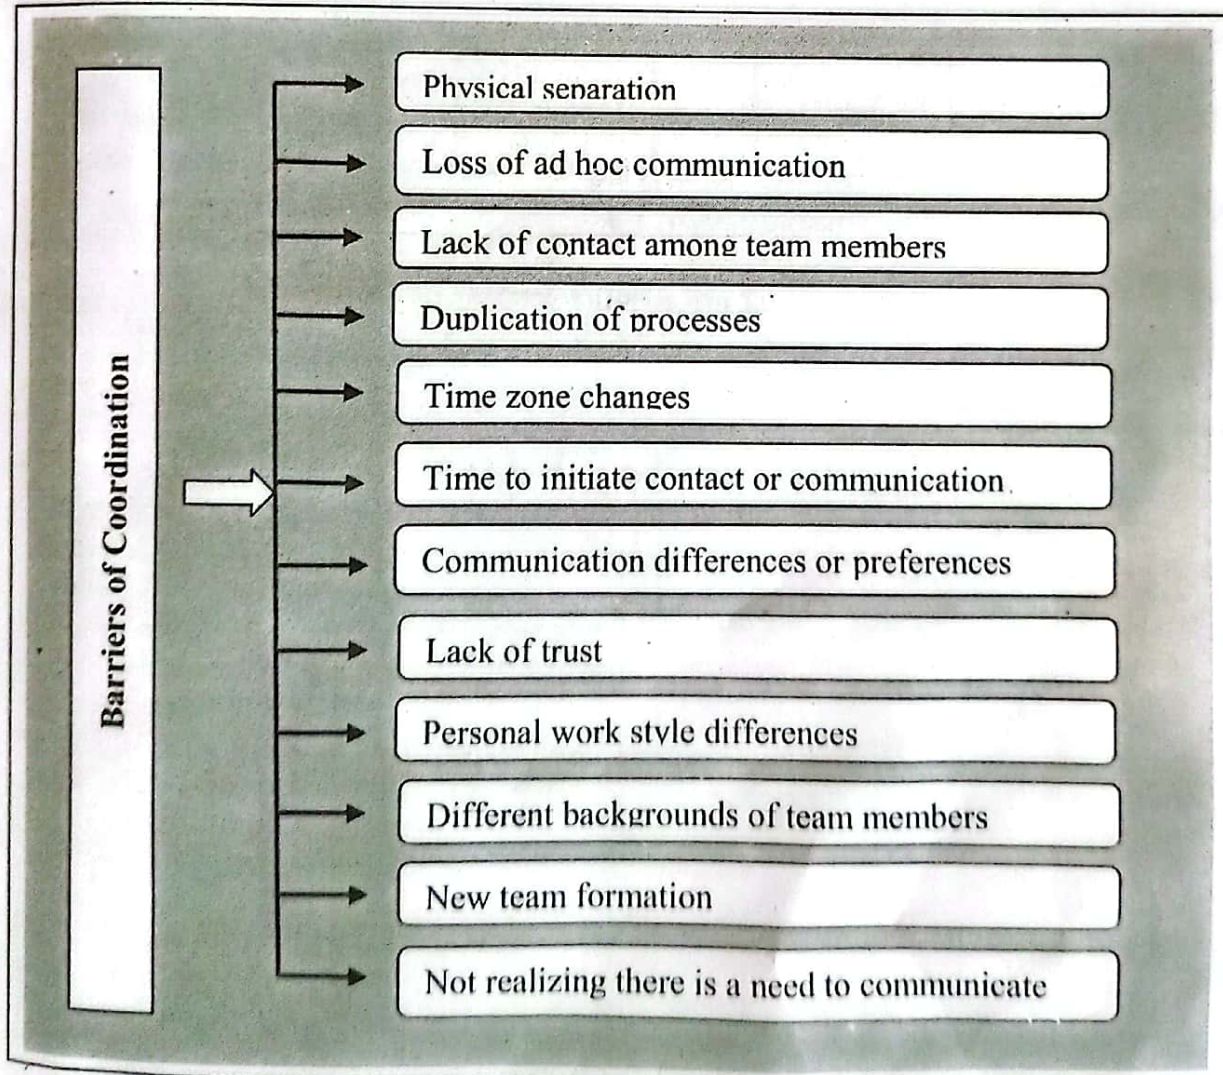 Barriers of Coordination
Physical separation
Loss of ad hoc communication
Lack of contact among team members
Duplication of processes
Time zone changes
Time to initiate contact or communication
Communication differences or preferences
Lack of trust
Personal work style differences
Different backgrounds of team members
New team formation
Not realizing there is a need to communicate